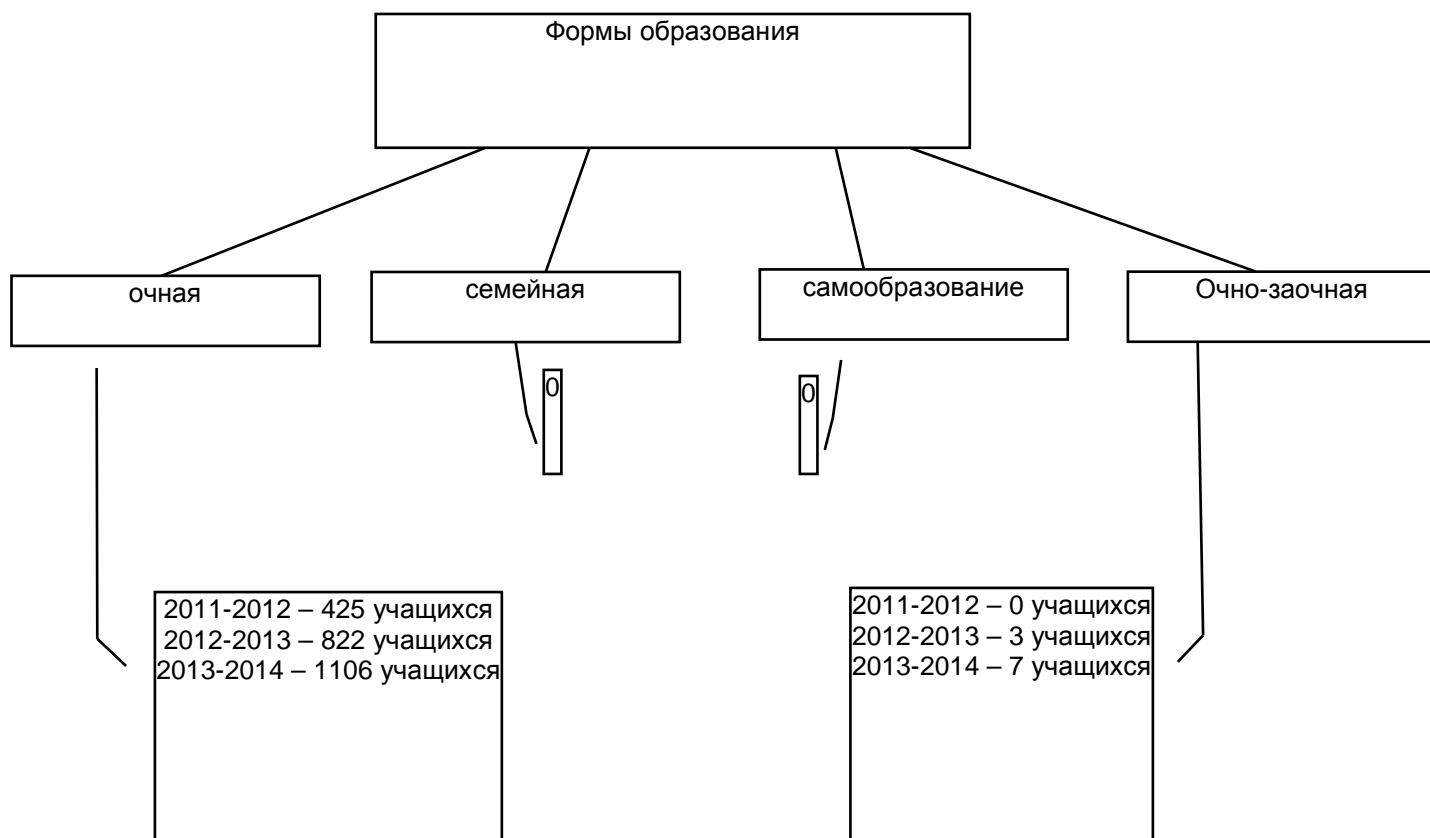 Формы образования
очная
семейная
самообразование
Очно-заочная
0
0
2011-2012 – 425 учащихся
2012-2013 – 822 учащихся
2013-2014 – 1106 учащихся
2011-2012 – 0 учащихся
2012-2013 – 3 учащихся
2013-2014 – 7 учащихся